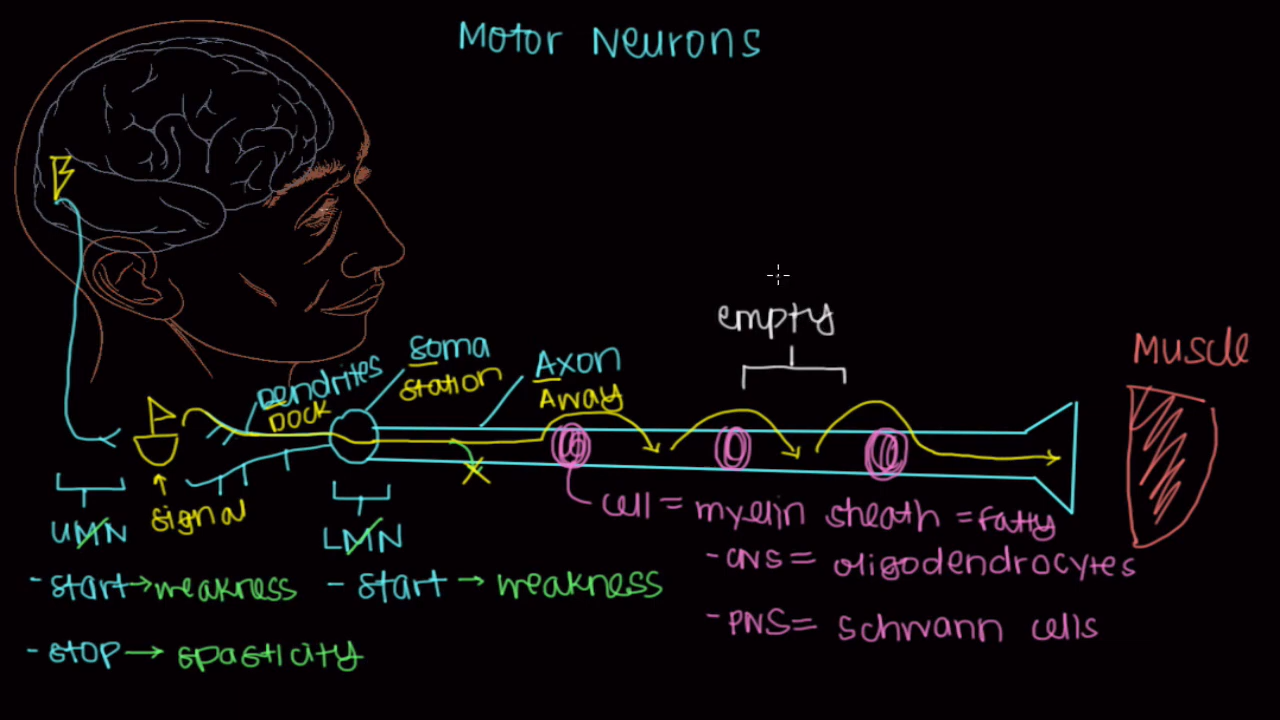 Motor Neurons
empty
Muscle
Dendrites
Dock
Soma
Station
Axon
Away
signal
UMN
- start → weakness
- stop → spasticity
LMN
- start → weakness
cell = myelin sheath = fatty
- CNS = oligodendrocytes
- PNS = schwann cells